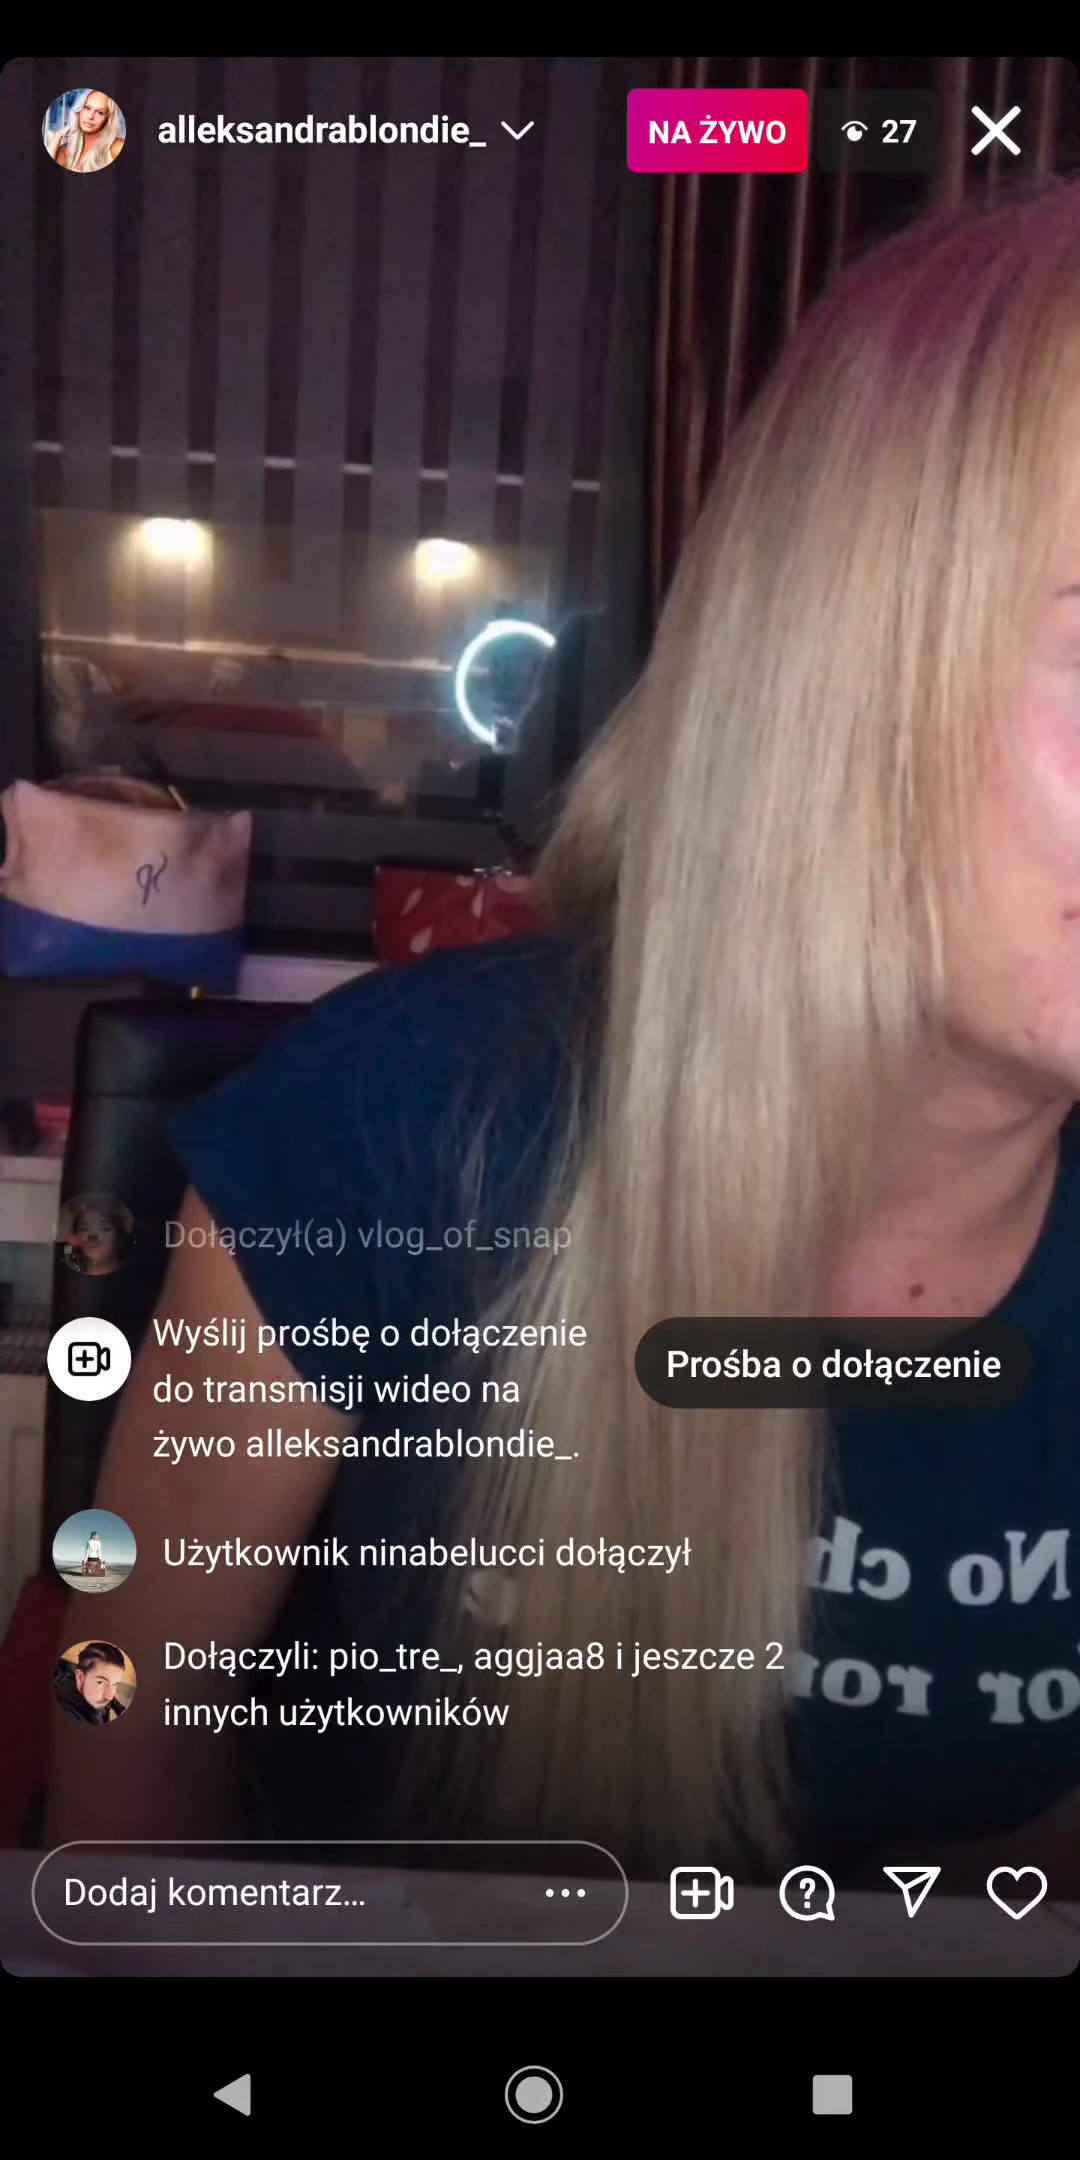 alleksandrablondie_
NA ŻYWO
27
Dołączył(a) vlog_of_snap
Wyślij prośbę o dołączenie
do transmisji wideo na
żywo alleksandrablondie_.
Prośba o dołączenie
Użytkownik ninabelucci dołączył
Dołączyli: pio_tre_, aggjaa8 i jeszcze 2
innych użytkowników
No
Dodaj komentarz...